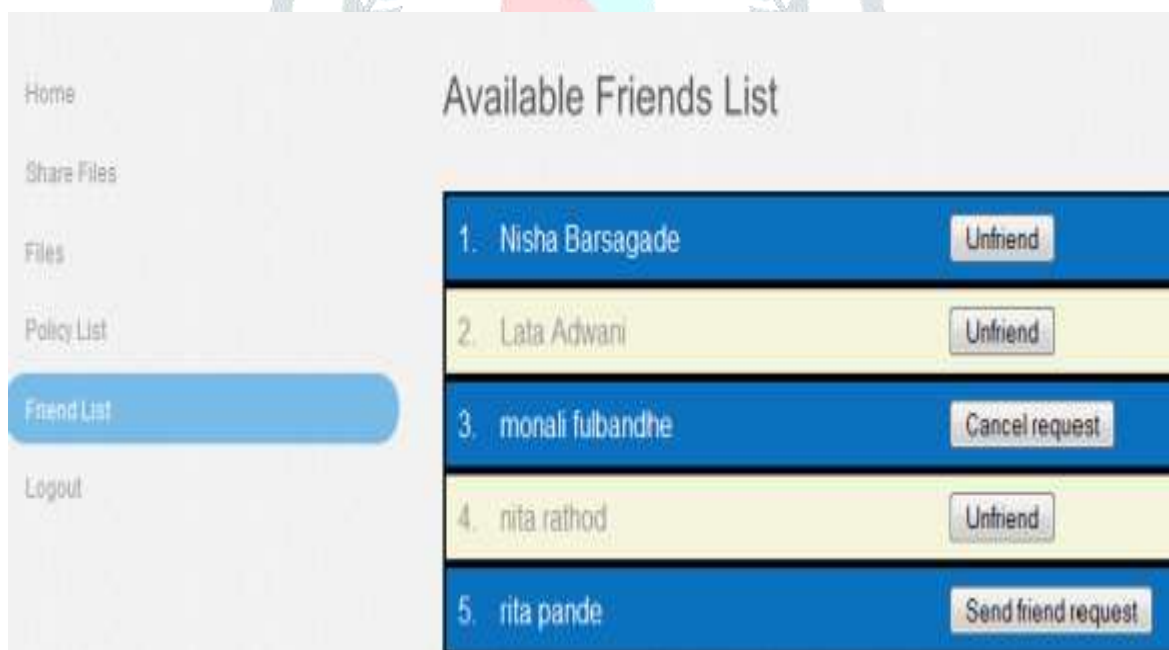 Home
Share Files
Files
Policy List
Friend List
Logout
Available Friends List
1. Nisha Barsagade Unfriend
2. Lata Adwani Unfriend
3. monali fulbandhe Cancel request
4. nita rathod Unfriend
5. rita pande Send friend request